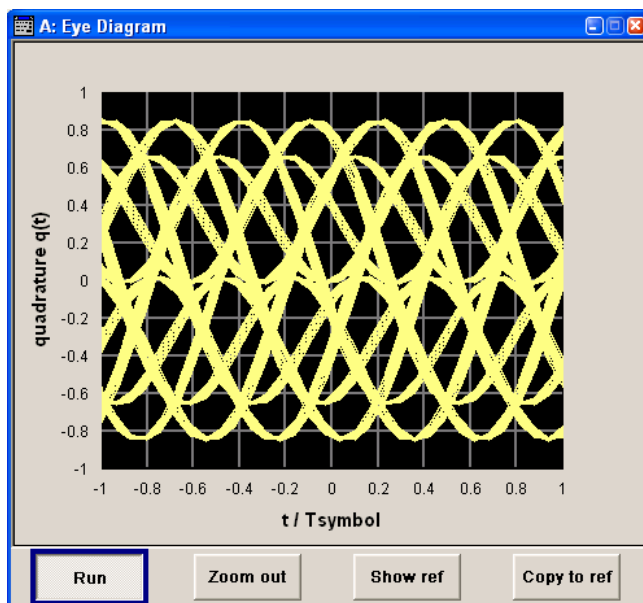 A: Eye Diagram
1
0.8
0.6
0.4
0.2
0
-0.2
-0.4
-0.6
-0.8
-1
quadrature q(t)
-1 -0.8 -0.6 -0.4 -0.2 0 0.2 0.4 0.6 0.8 1
t / Tsymbol
Run Zoom out Show ref Copy to ref